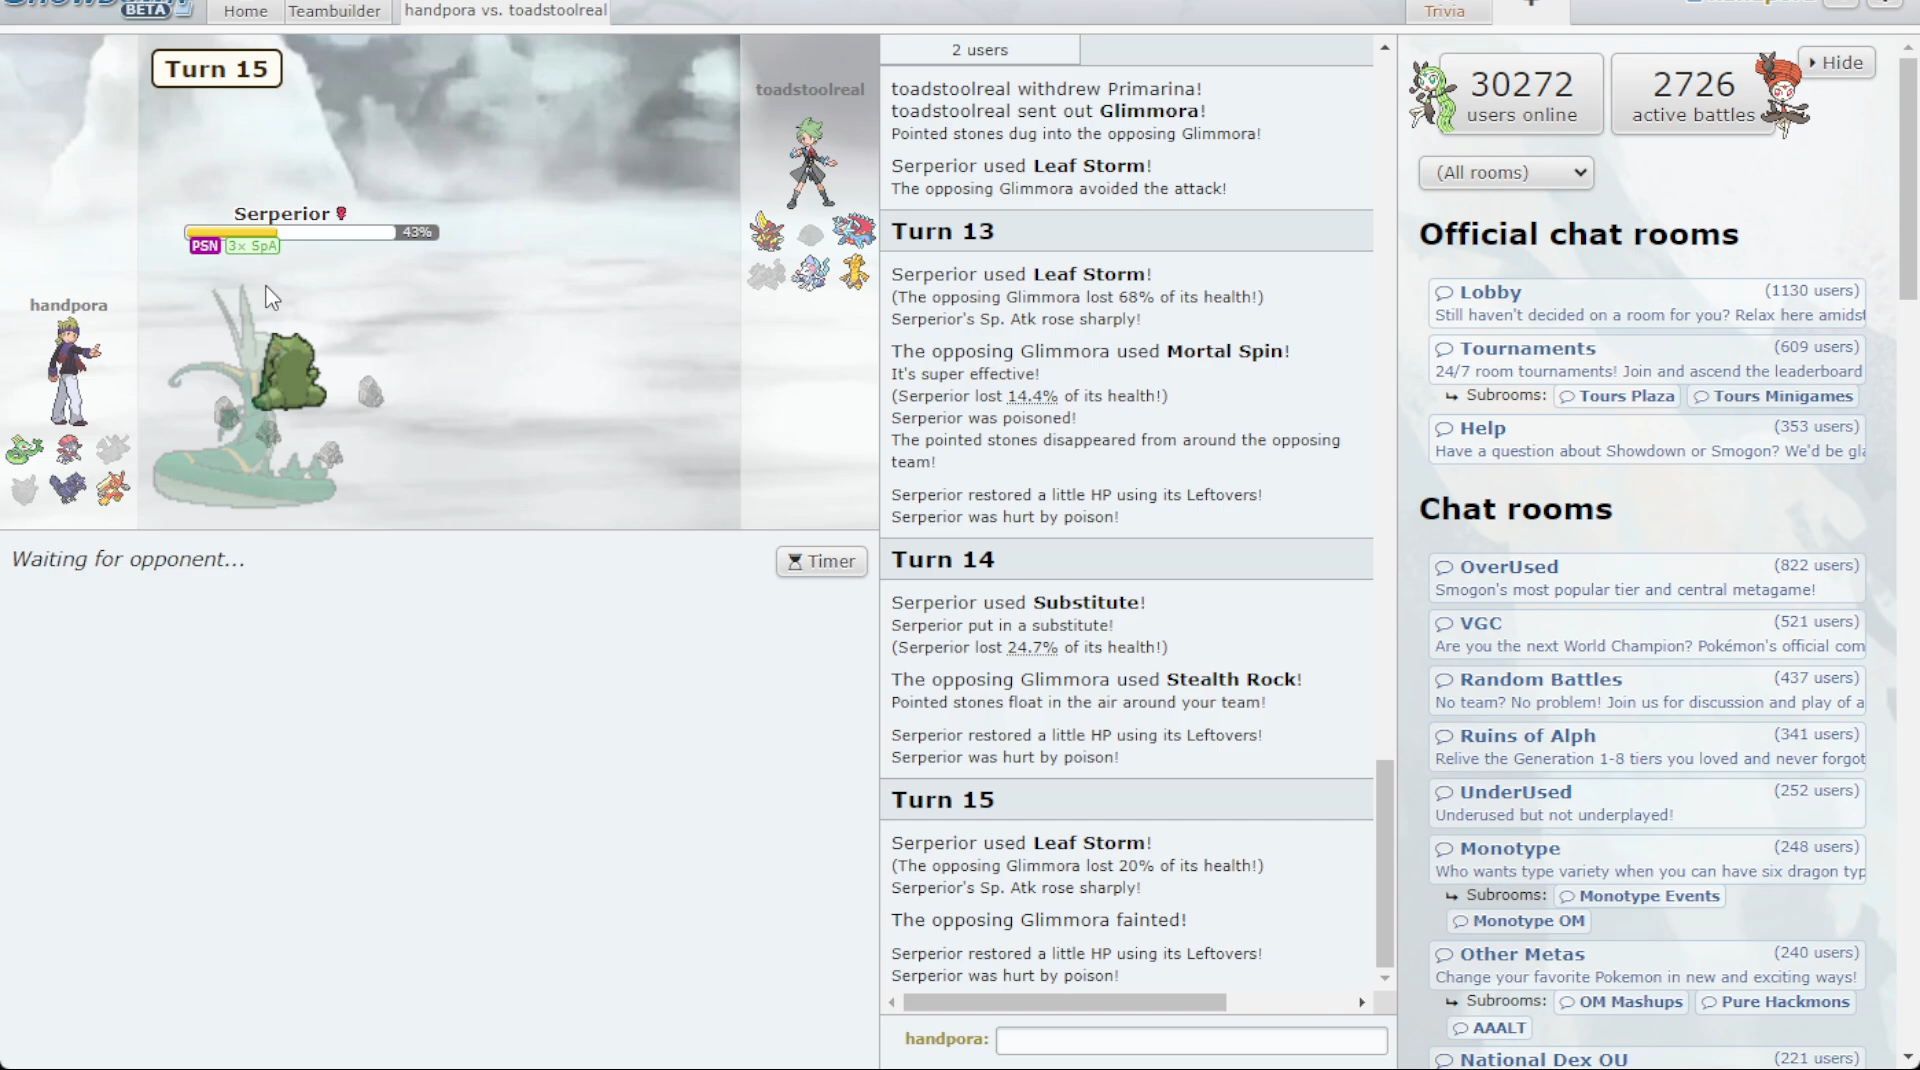 BETA
Home
Teambuilder
handpora vs. toadstoolreal
Trivia
Turn 15
toadstoolreal
Serperior
43%
PSN
3× SpA
handpora
Waiting for opponent...
Timer
2 users
toadstoolreal withdrew Primarina!
toadstoolreal sent out Glimmora!
Pointed stones dug into the opposing Glimmora!
Serperior used Leaf Storm!
The opposing Glimmora avoided the attack!
Turn 13
Serperior used Leaf Storm!
(The opposing Glimmora lost 68% of its health!)
Serperior's Sp. Atk rose sharply!
The opposing Glimmora used Mortal Spin!
It's super effective!
(Serperior lost 14.4% of its health!)
Serperior was poisoned!
The pointed stones disappeared from around the opposing
team!
Serperior restored a little HP using its Leftovers!
Serperior was hurt by poison!
Turn 14
Serperior used Substitute!
Serperior put in a substitute!
(Serperior lost 24.7% of its health!)
The opposing Glimmora used Stealth Rock!
Pointed stones float in the air around your team!
Serperior restored a little HP using its Leftovers!
Serperior was hurt by poison!
Turn 15
Serperior used Leaf Storm!
(The opposing Glimmora lost 20% of its health!)
Serperior's Sp. Atk rose sharply!
The opposing Glimmora fainted!
Serperior restored a little HP using its Leftovers!
Serperior was hurt by poison!
handpora:
30272
users online
2726
active battles
Hide
(All rooms)
Official chat rooms
Lobby (1130 users)
Still haven't decided on a room for you? Relax here amidst
Tournaments (609 users)
24/7 room tournaments! Join and ascend the leaderboard
Subrooms: Tours Plaza Tours Minigames
Help (353 users)
Have a question about Showdown or Smogon? We'd be gla
Chat rooms
OverUsed (822 users)
Smogon's most popular tier and central metagame!
VGC (521 users)
Are you the next World Champion? Pokémon's official com
Random Battles (437 users)
No team? No problem! Join us for discussion and play of a
Ruins of Alph (341 users)
Relive the Generation 1-8 tiers you loved and never forgot
UnderUsed (252 users)
Underused but not underplayed!
Monotype (248 users)
Who wants type variety when you can have six dragon typ
Subrooms: Monotype Events
Monotype OM
Other Metas (240 users)
Change your favorite Pokemon in new and exciting ways!
Subrooms: OM Mashups Pure Hackmons
AAALT
National Dex OU (221 users)